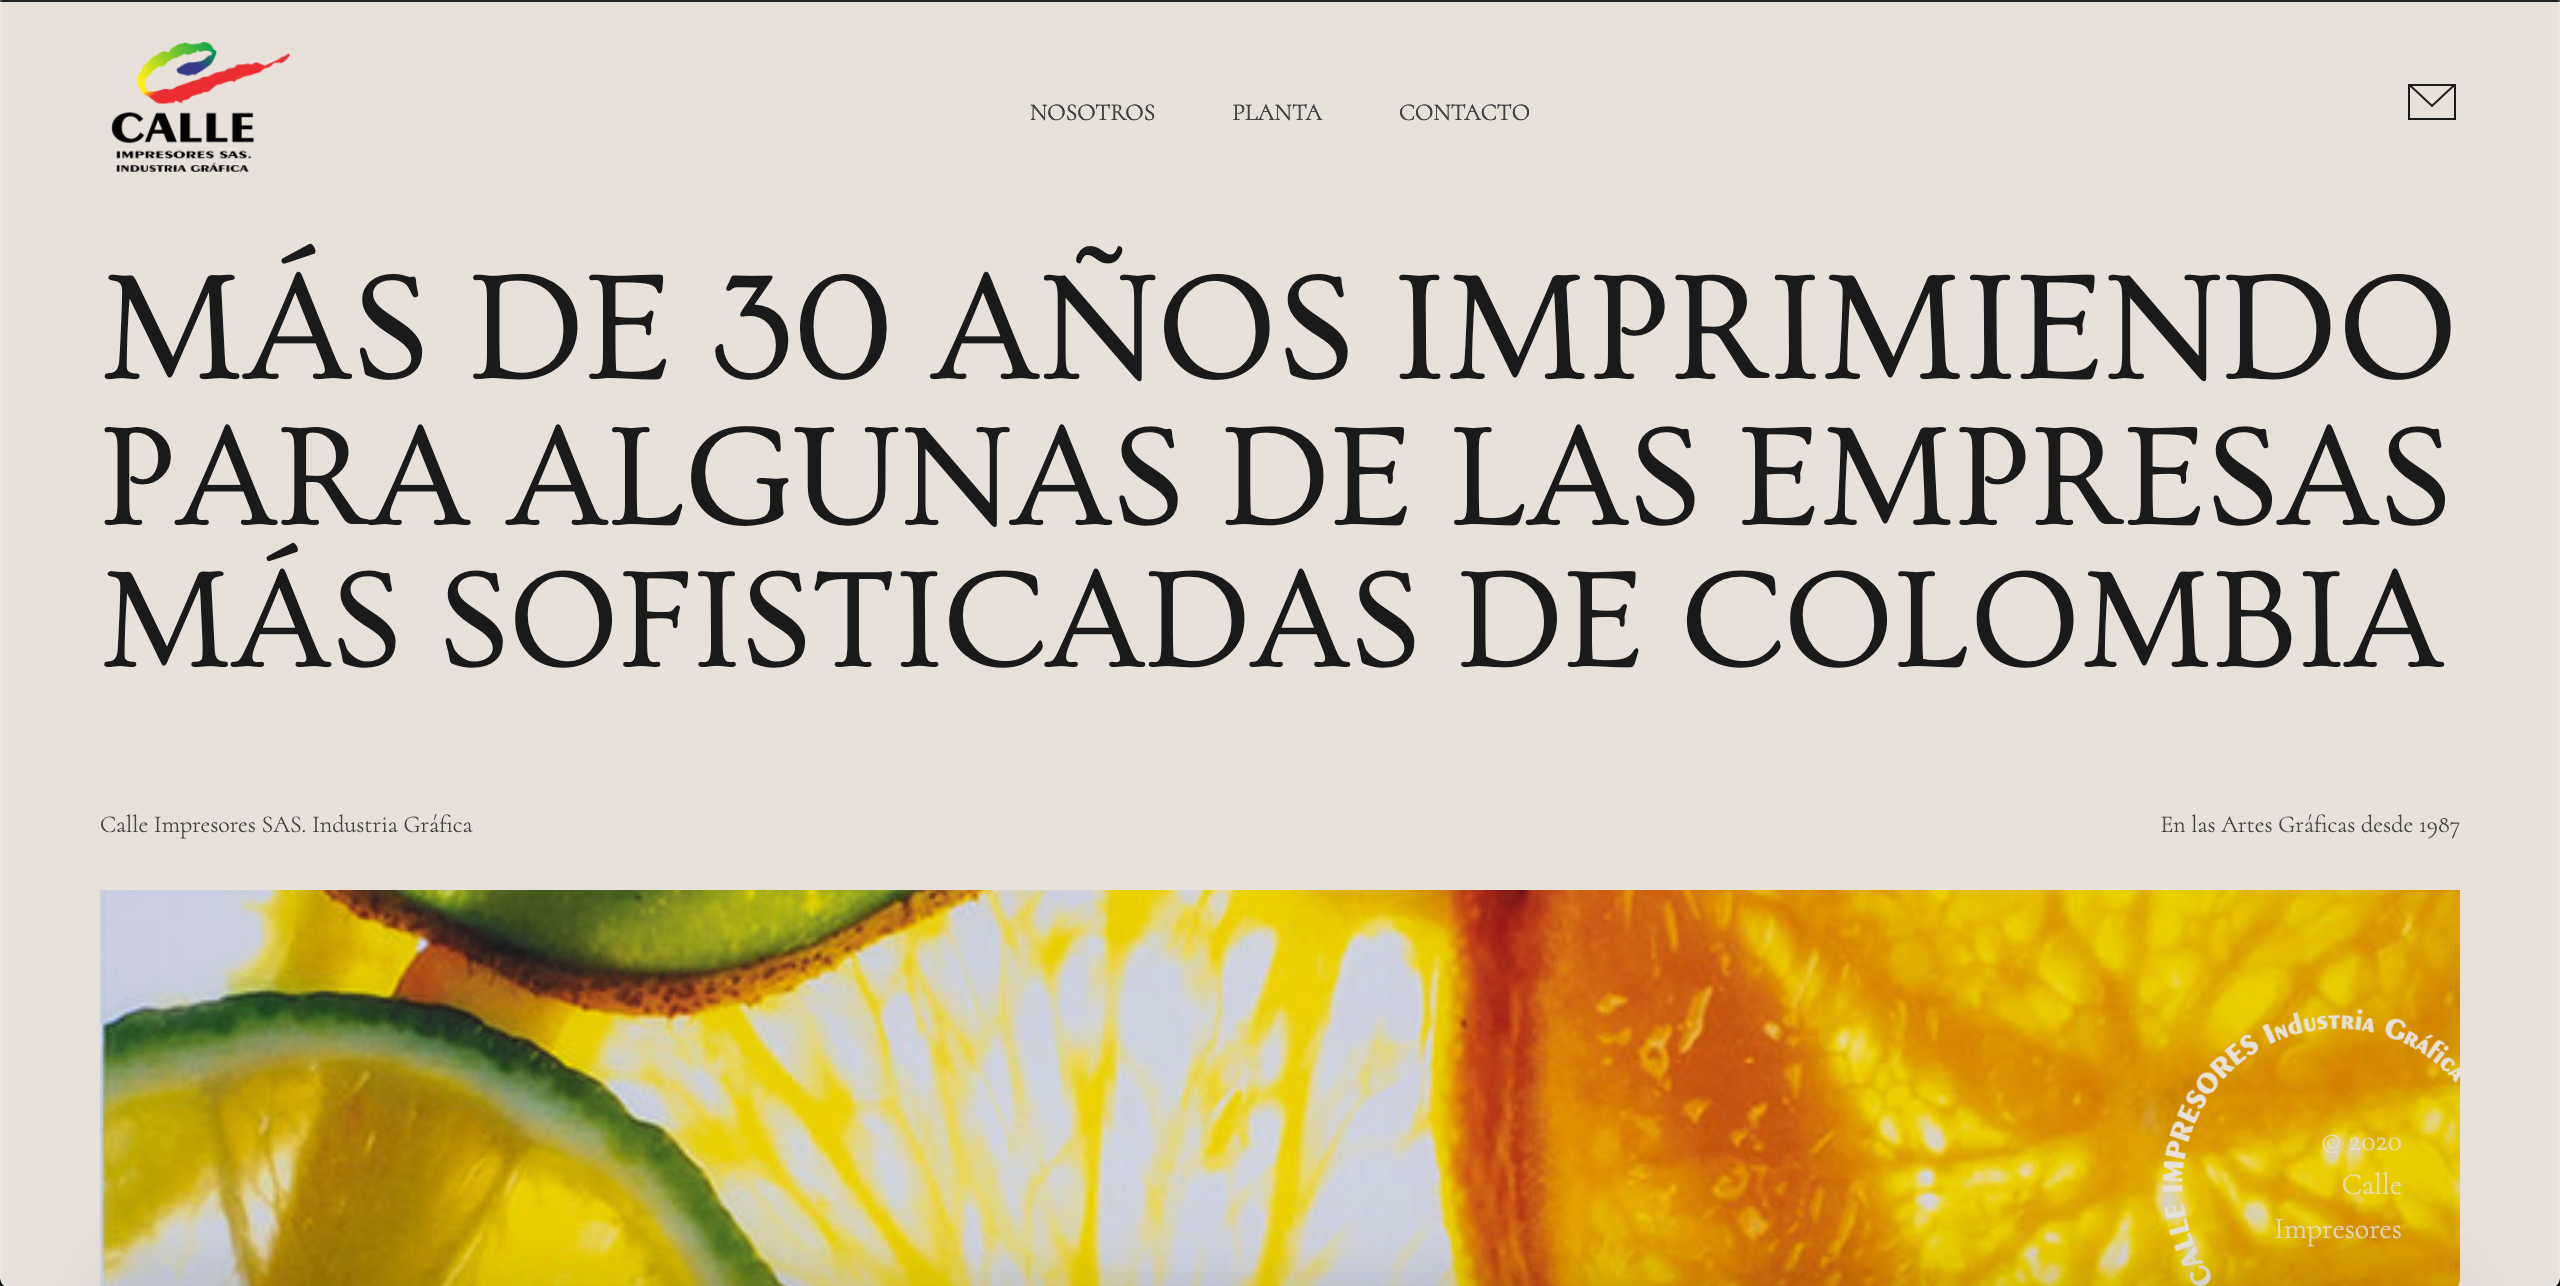 CALLE
IMPRESORES SAS.
INDUSTRIA GRÁFICA
NOSOTROS
PLANTA
CONTACTO
MÁS DE 30 AÑOS IMPRIMIENDO
PARA ALGUNAS DE LAS EMPRESAS
MÁS SOFISTICADAS DE COLOMBIA
Calle Impresores SAS. Industria Gráfica
En las Artes Gráficas desde 1987
CALLE IMPRESORES Industria Gráfica
© 2020
Calle
Impresores